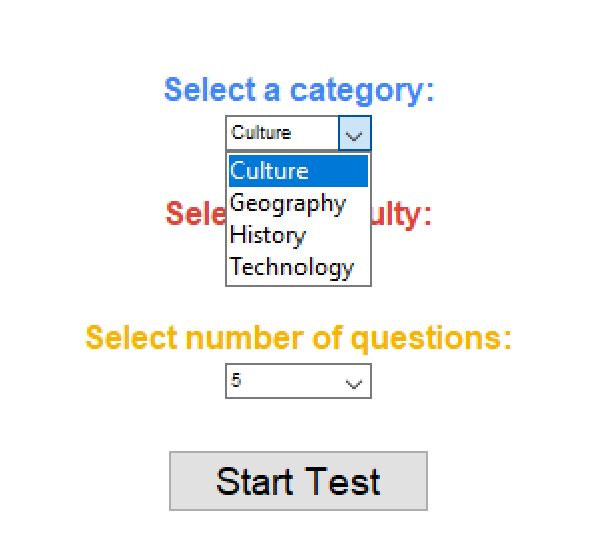 Select a category:
Culture
Culture
Geography
Sele ulty:
History
Technology
Select number of questions:
5
Start Test